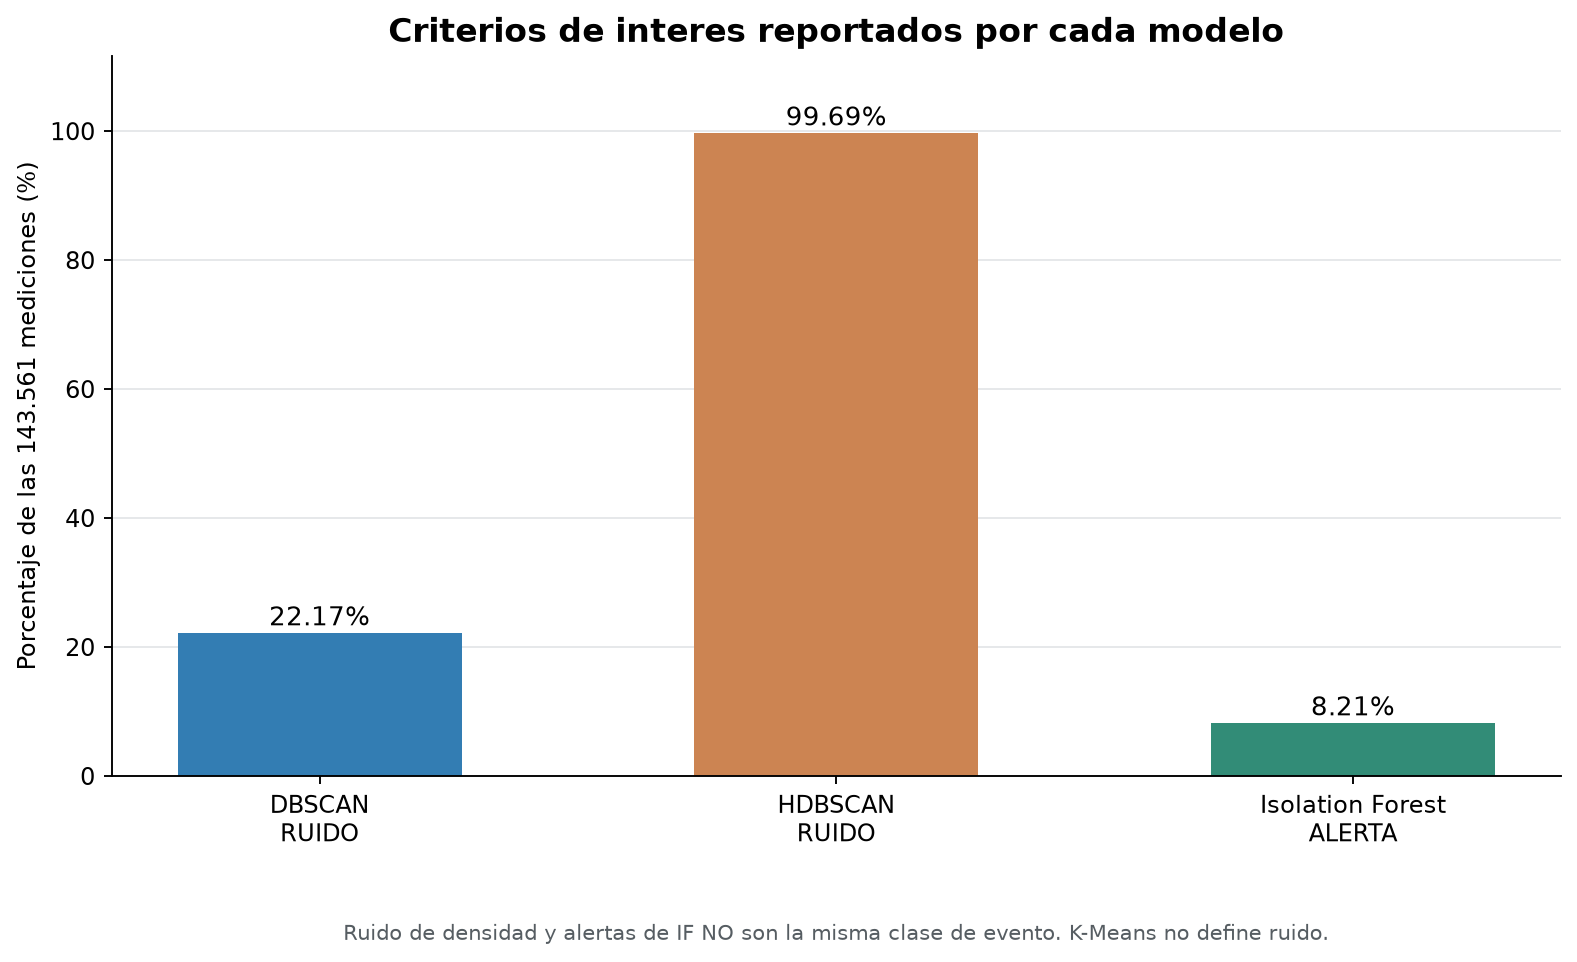 Criterios de interes reportados por cada modelo
Porcentaje de las 143.561 mediciones (%)
100
80
60
40
20
0
22.17%
99.69%
8.21%
DBSCAN
RUIDO
HDBSCAN
RUIDO
Isolation Forest
ALERTA
Ruido de densidad y alertas de IF NO son la misma clase de evento. K-Means no define ruido.